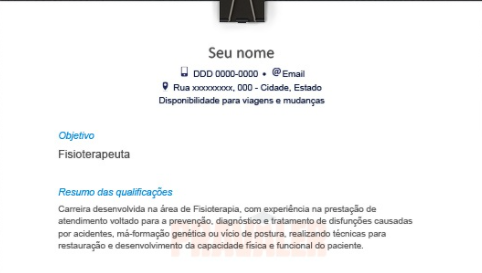 Seu nome
DDD 0000-0000 • @Email
Rua xxxxxxxxx, 000 - Cidade, Estado
Disponibilidade para viagens e mudanças
Objetivo
Fisioterapeuta
Resumo das qualificações
Carreira desenvolvida na área de Fisioterapia, com experiência na prestação de
atendimento voltado para a prevenção, diagnóstico e tratamento de disfunções causadas
por acidentes, má-formação genética ou vício de postura, realizando técnicas para
restauração e desenvolvimento da capacidade física e funcional do paciente.